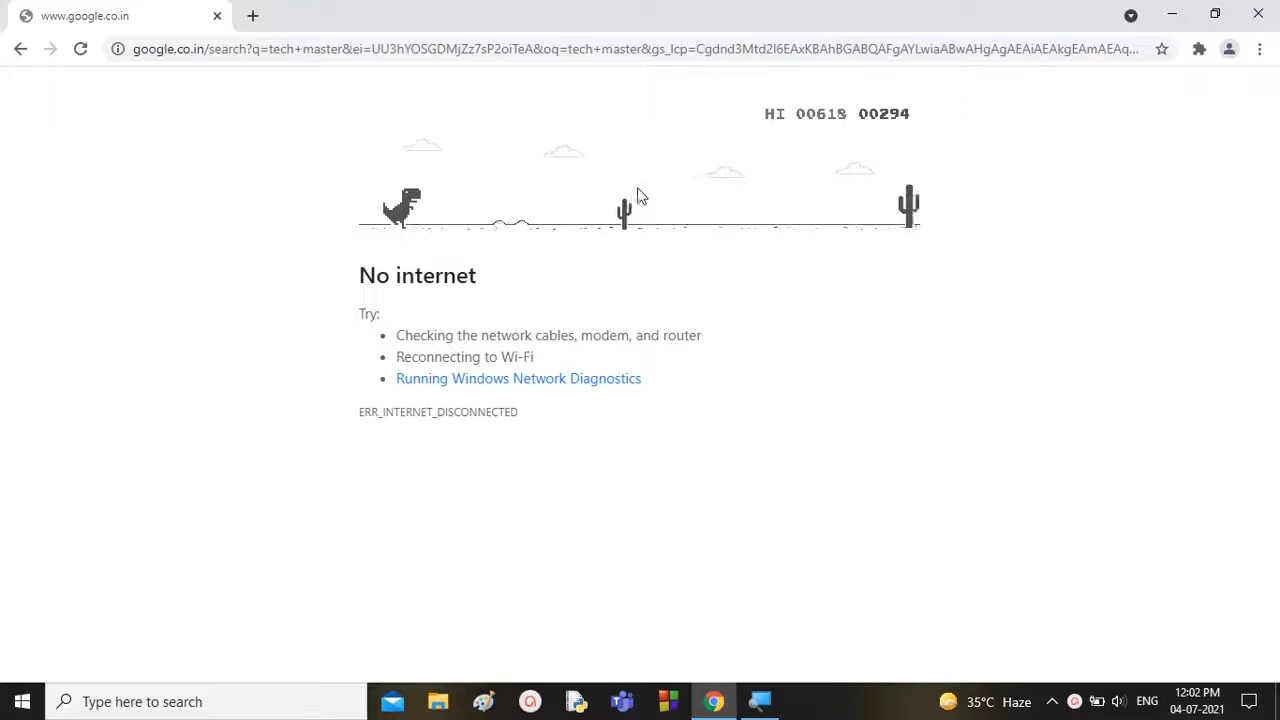 www.google.co.in
google.co.in/search?q=tech+master&ei=UU3hYOSGDMjZz7sP2oiTeA&oq=tech+master&gs_lcp=Cgdnd3Mtd2l6EAxKBAhBGABQAFgAYLwiaABwAHgAgAEAiAEAkgEAmAEAq...
HI 00618 00294
No internet
Try:
Checking the network cables, modem, and router
Reconnecting to Wi-Fi
Running Windows Network Diagnostics
ERR_INTERNET_DISCONNECTED
Type here to search
35°C Haze
ENG
12:02 PM
04-07-2021